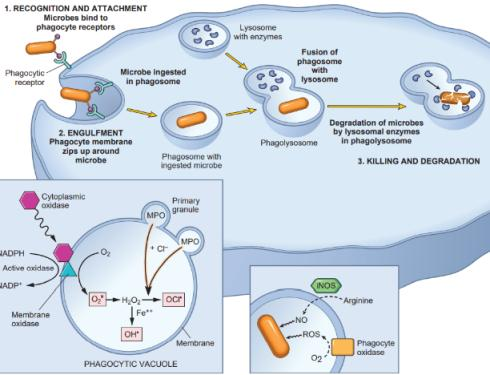 1. RECOGNITION AND ATTACHMENT
Microbes bind to
phagocyte receptors
Lysosome
with enzymes
Phagocytic
receptor
Microbe ingested
in phagosome
Fusion of
phagosome
with
lysosome
2. ENGULFMENT
Phagocyte membrane
zips up around
microbe
Phagosome with
ingested microbe
Phagolysosome
Degradation of microbes
by lysosomal enzymes
in phagolysosome
3. KILLING AND DEGRADATION
Cytoplasmic
oxidase
Primary
granule
MPO
MPO
+ Cl⁻
NADPH
O₂
Active oxidase
NADP⁺
O₂•
H₂O₂
OCl•
Fe⁺⁺
OH•
Membrane
oxidase
Membrane
PHAGOCYTIC VACUOLE
iNOS
Arginine
NO
ROS
O₂
Phagocyte
oxidase